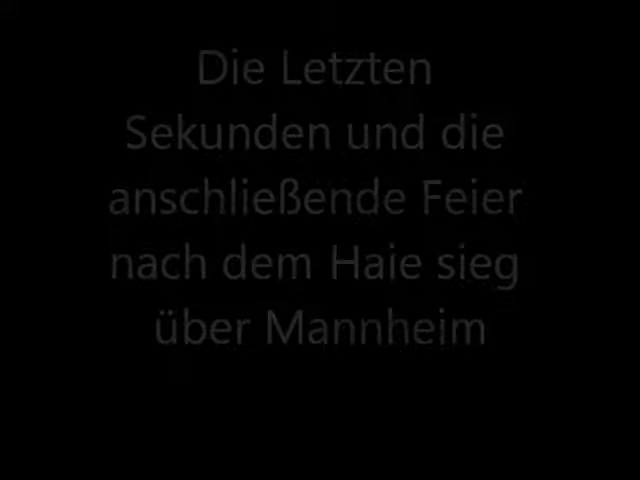 Die Letzten
Sekunden und die
anschließende Feier
nach dem Haie sieg
über Mannheim